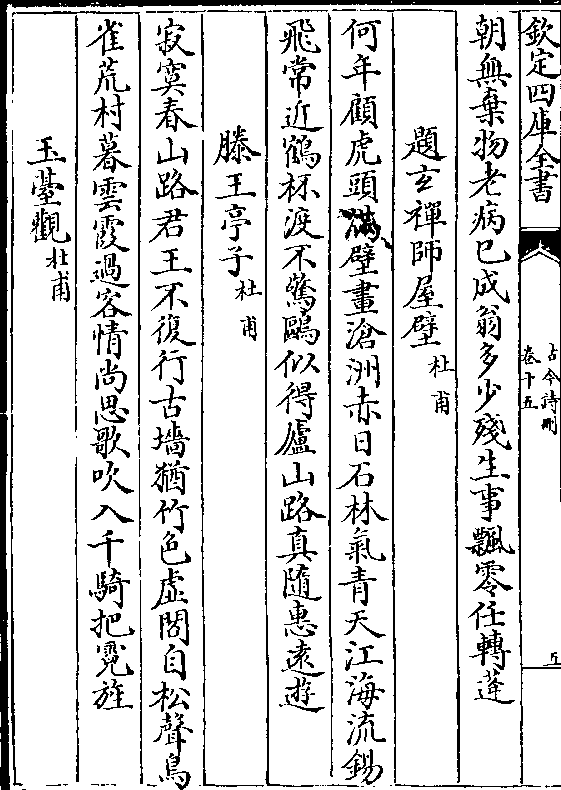 欽定四庫全書
古今詩刪
卷十五
五
朝無棄物老病已成翁多少殘生事飄零任轉蓬
題玄禪師屋壁杜甫
何年顧虎頭滿壁畫滄洲赤日石林氣青天江海流錫
飛常近鶴杯渡不驚鷗似得廬山路真隨惠遠遊
滕王亭子杜甫
寂寞春山路君王不復行古墻猶竹色虛閣自松聲鳥
雀荒村暮雲霞過客情尚思歌吹入千騎把霓旌
玉臺觀杜甫